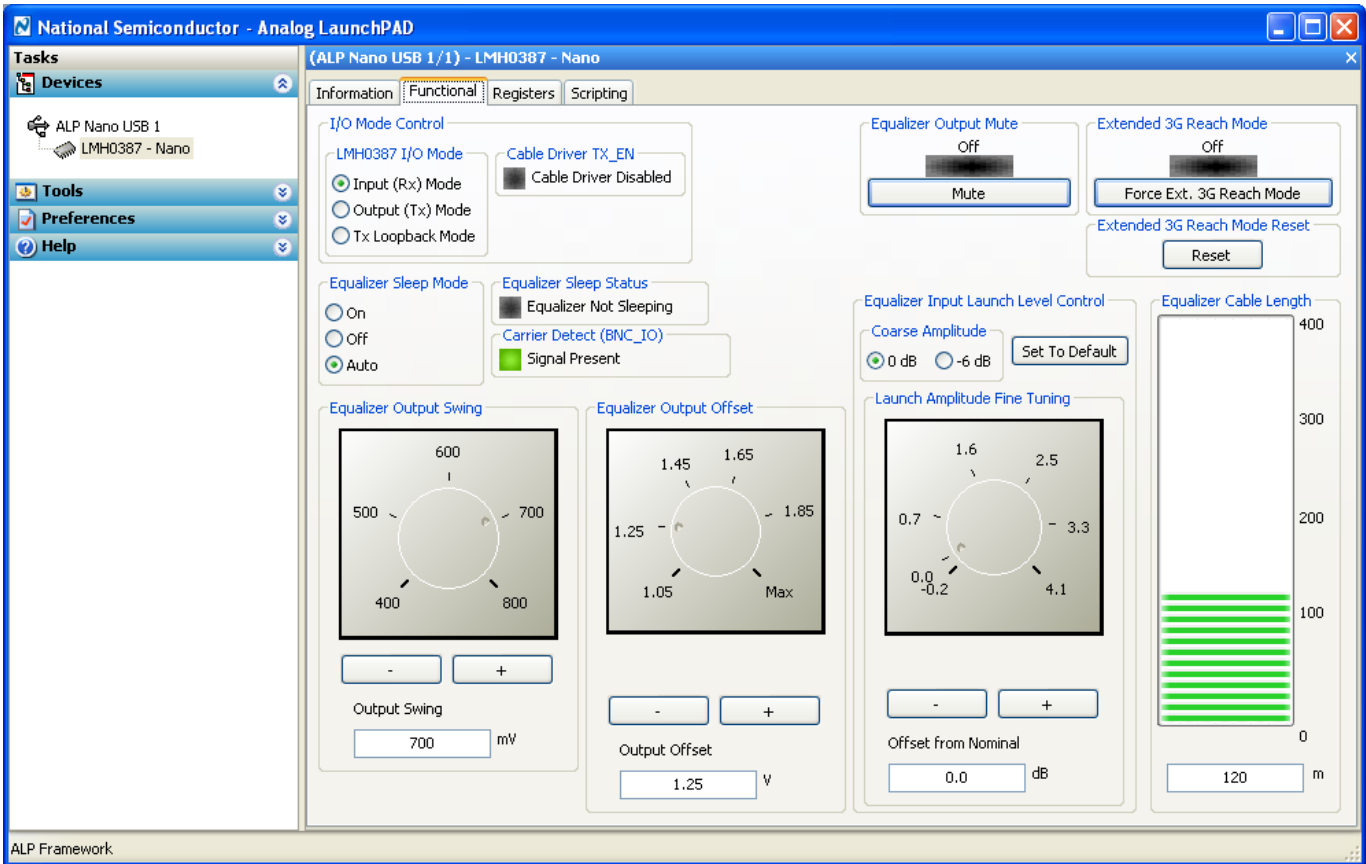 National Semiconductor - Analog LaunchPAD
Tasks
Devices
ALP Nano USB 1
LMH0387 - Nano
Tools
Preferences
Help
(ALP Nano USB 1/1) - LMH0387 - Nano
Information Functional Registers Scripting
I/O Mode Control
LMH0387 I/O Mode
Input (Rx) Mode
Output (Tx) Mode
Tx Loopback Mode
Cable Driver TX_EN
Cable Driver Disabled
Equalizer Output Mute
Off
Mute
Extended 3G Reach Mode
Off
Force Ext. 3G Reach Mode
Extended 3G Reach Mode Reset
Reset
Equalizer Sleep Mode
On
Off
Auto
Equalizer Sleep Status
Equalizer Not Sleeping
Carrier Detect (BNC_IO)
Signal Present
Equalizer Output Swing
600
500 700
400 800
- +
Output Swing
700 mV
Equalizer Output Offset
1.45 1.65
1.25 1.85
1.05 Max
- +
Output Offset
1.25 V
Equalizer Input Launch Level Control
Coarse Amplitude
0 dB -6 dB
Set To Default
Launch Amplitude Fine Tuning
1.6 2.5
0.7 3.3
0.0
-0.2 4.1
- +
Offset from Nominal
0.0 dB
Equalizer Cable Length
400
300
200
100
0
120 m
ALP Framework